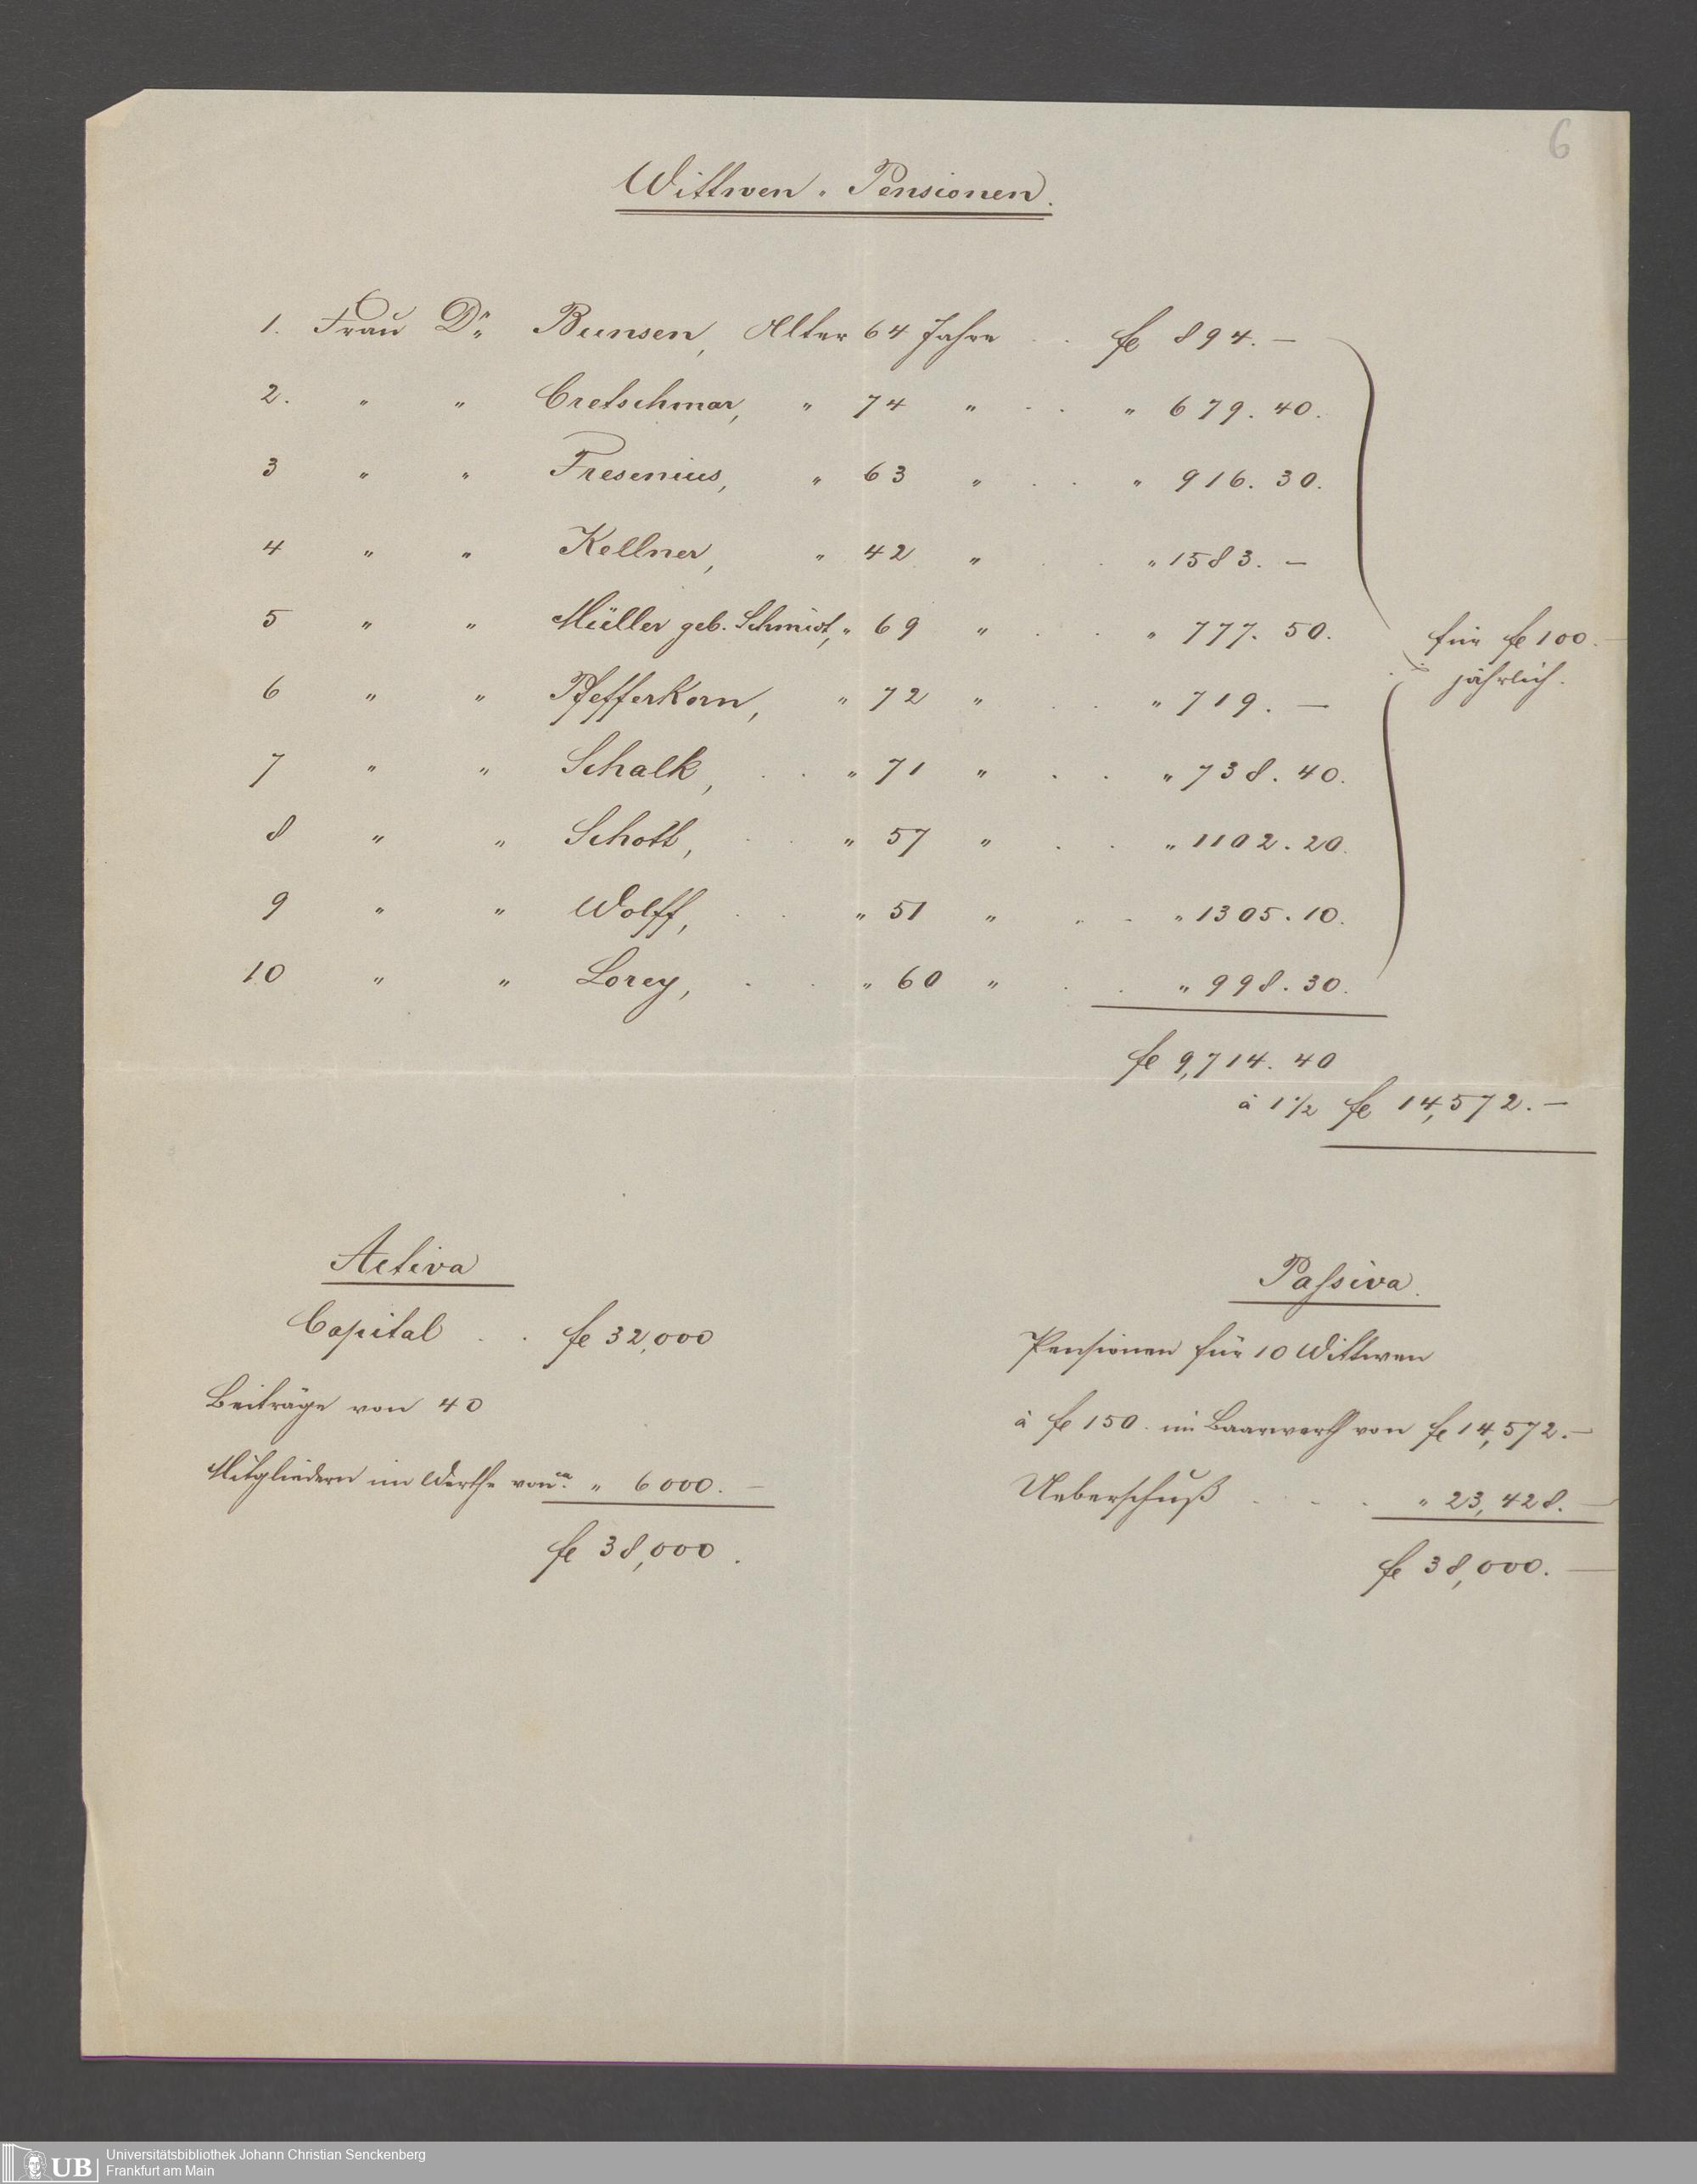 6
Wittwen-Pensionen.
1. Frau Dr. Bunsen, Alter 64 Jahre . . fl 894. —
2. " " Cretschmar, " 74 " . . " 679. 40.
3 " " Fresenius, " 63 " . . " 916. 30.
4 " " Kellner, " 42 " . . " 1583. —
5 " " Müller geb. Schmidt, " 69 " . . " 777. 50.
für fl 100. —
jährlich.
6 " " Pfefferkorn, " 72 " . . " 719. —
7 " " Schalk, . . " 71 " . . " 738. 40.
8 " " Schott, . . " 57 " . . " 1102. 20.
9 " " Wolff, . . " 51 " . . " 1305. 10.
10 " " Lorey, . . " 60 " . . " 998. 30.
fl 9,714. 40
à 1 1/2 fl 14,572. —
Activa
Capital . . fl 32,000
Beiträge von 40
Mitgliedern im Werthe von ca. " 6000. —
fl 38,000.
Passiva.
Pensionen für 10 Wittwen
à fl 150. im Baarwerth von fl 14,572. —
Ueberschuß . . . . " 23,428. —
fl 38,000. —
UB
Universitätsbibliothek Johann Christian Senckenberg
Frankfurt am Main